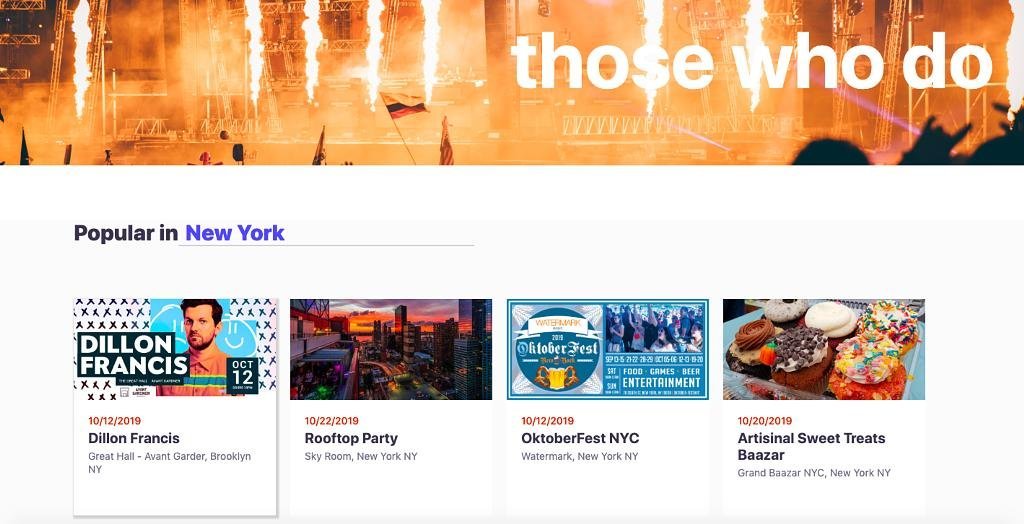 those who do
Popular in New York
DILLON
FRANCIS
OCT
12
THE GREAT HALL AVANT GARDNER
10/12/2019
Dillon Francis
Great Hall - Avant Garder, Brooklyn
NY
10/22/2019
Rooftop Party
Sky Room, New York NY
WATERMARK
2019
OktoberFest
New York
SEP 13-15 · 21-22 · 28-29 OCT 05-06 · 12-13 · 19-20
SAT
SUN
FOOD · GAMES · BEER
ENTERTAINMENT
10/12/2019
OktoberFest NYC
Watermark, New York NY
10/20/2019
Artisinal Sweet Treats
Baazar
Grand Baazar NYC, New York NY